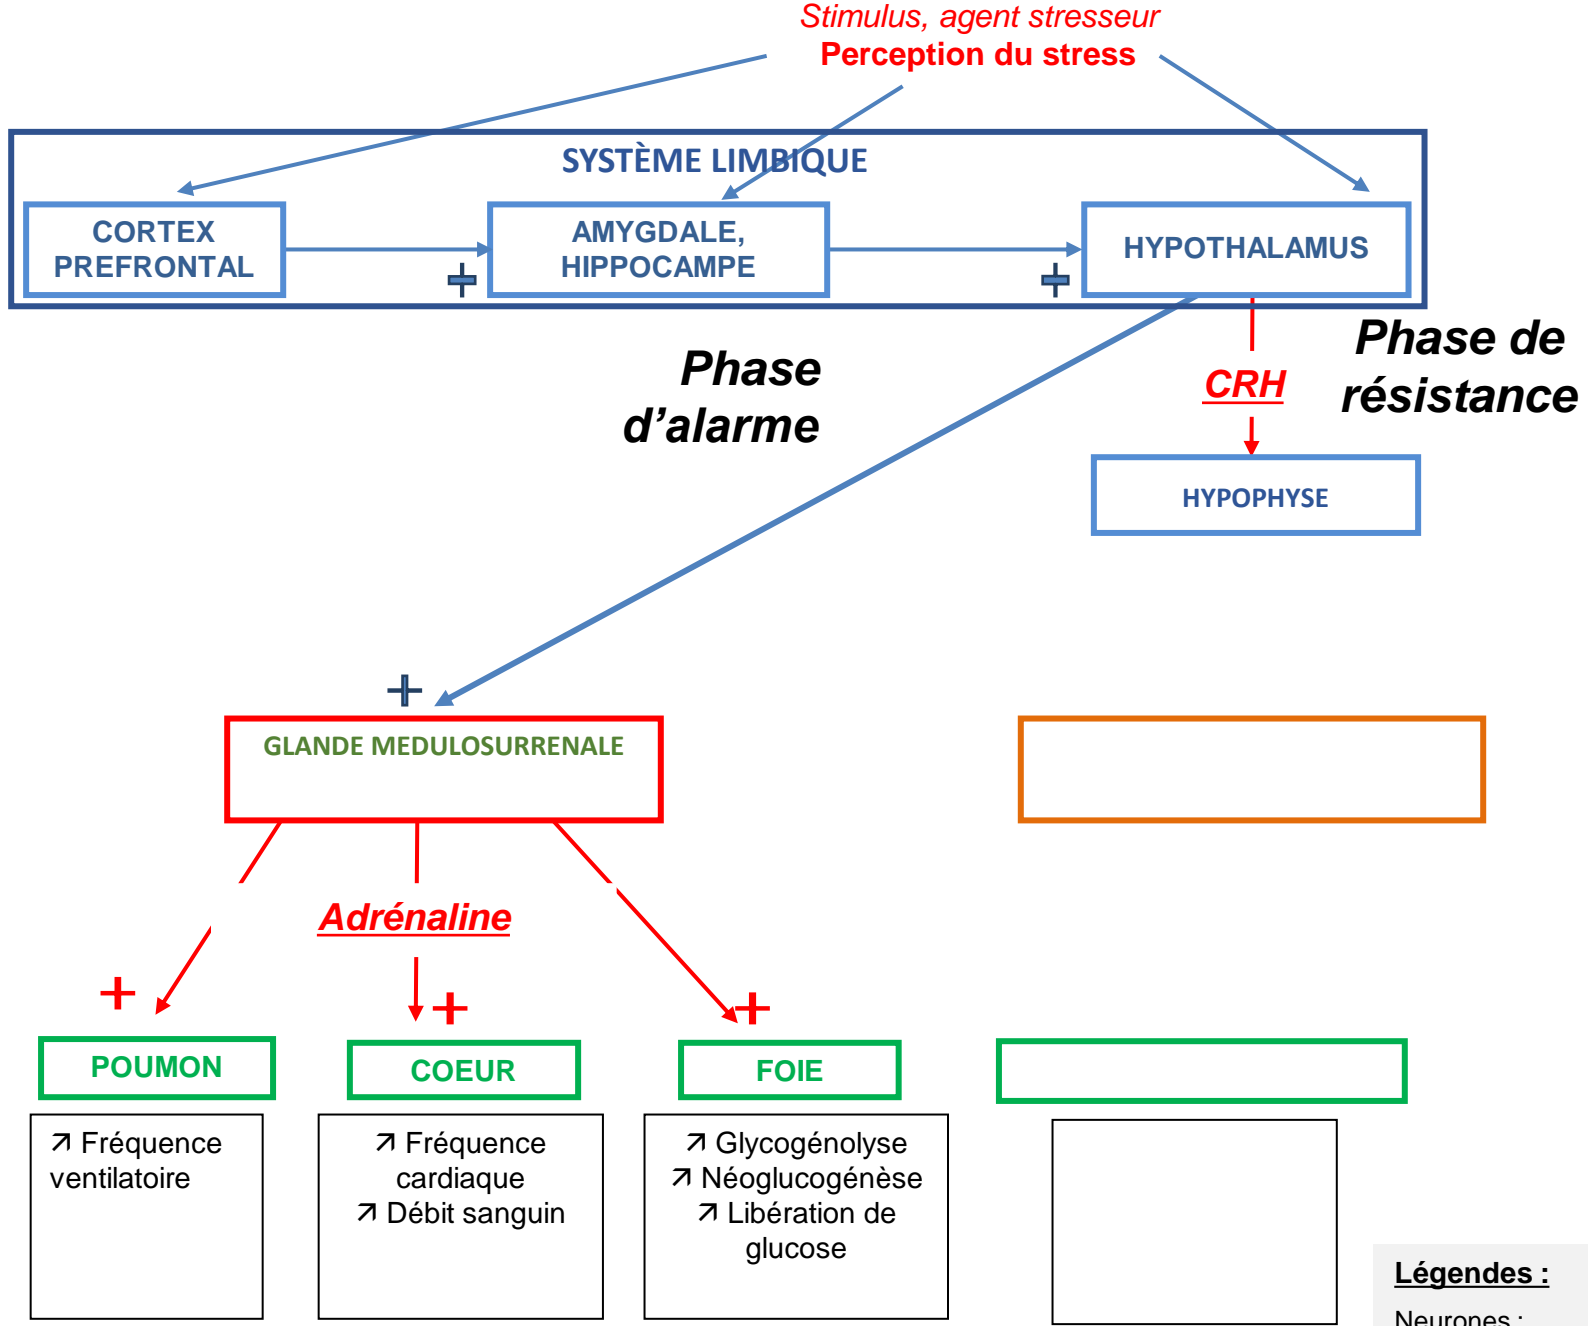 Stimulus, agent stresseur
Perception du stress
SYSTÈME LIMBIQUE
CORTEX
PREFRONTAL
AMYGDALE,
HIPPOCAMPE
HYPOTHALAMUS
Phase
d’alarme
CRH
Phase de
résistance
HYPOPHYSE
GLANDE MEDULOSURRENALE
Adrénaline
POUMON
COEUR
FOIE
↗ Fréquence
ventilatoire
↗ Fréquence
cardiaque
↗ Débit sanguin
↗ Glycogénolyse
↗ Néoglucogénèse
↗ Libération de
glucose
Légendes :
Neurones :